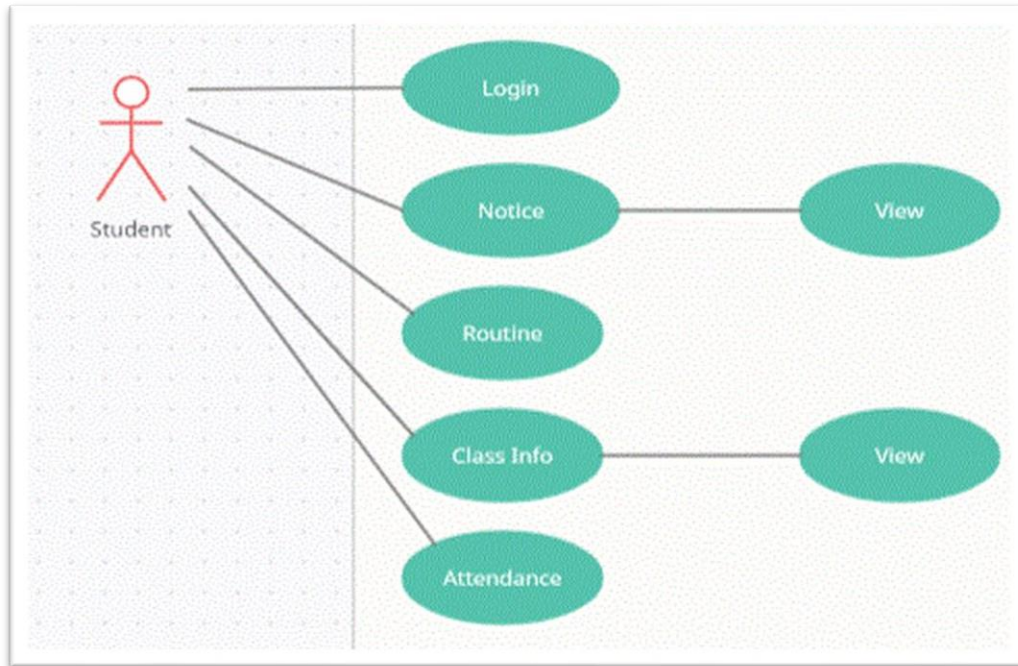 Login
Student
Notice
View
Routine
Class Info
View
Attendance